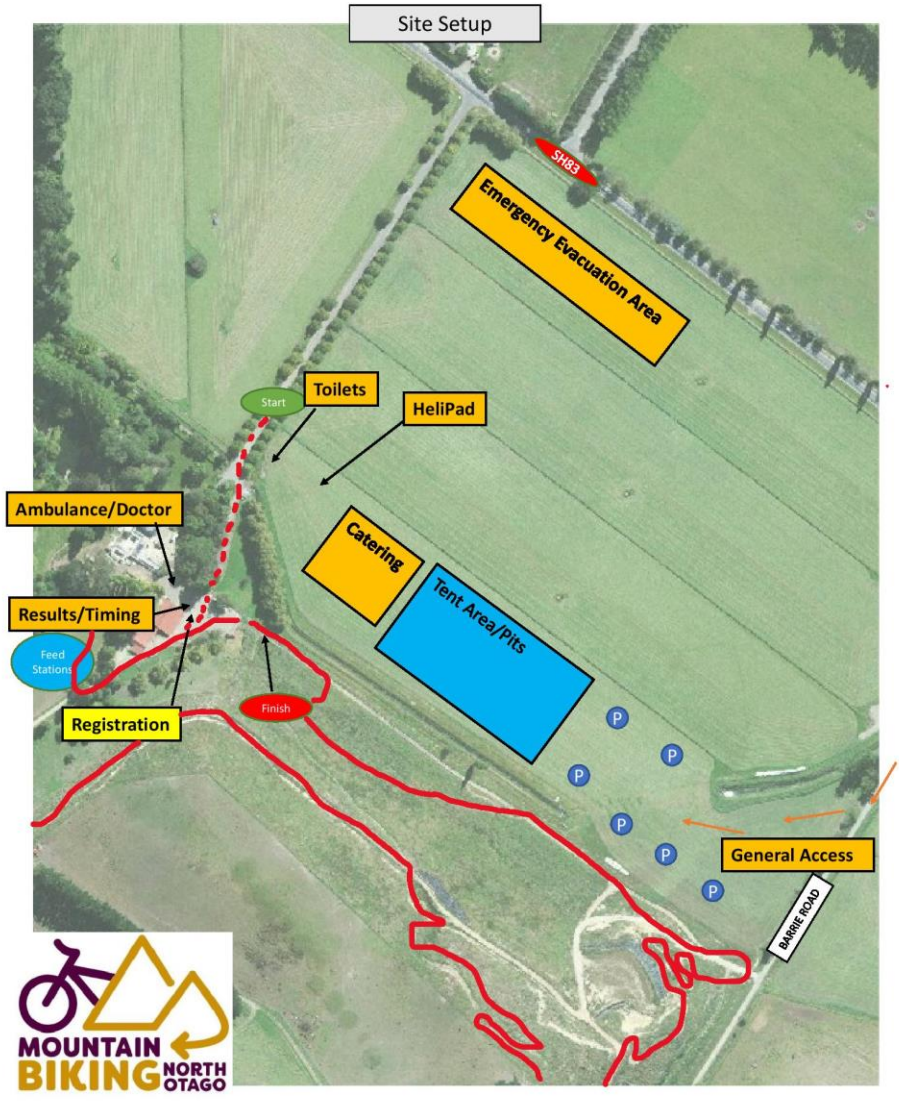 Site Setup
SH83
Emergency Evacuation Area
Start
Toilets
HeliPad
Ambulance/Doctor
Catering
Tent Area/Pits
Results/Timing
Feed
Stations
Registration
Finish
P
P
P
P
P
P
General Access
BARRIE ROAD
MOUNTAIN
BIKING NORTH
OTAGO